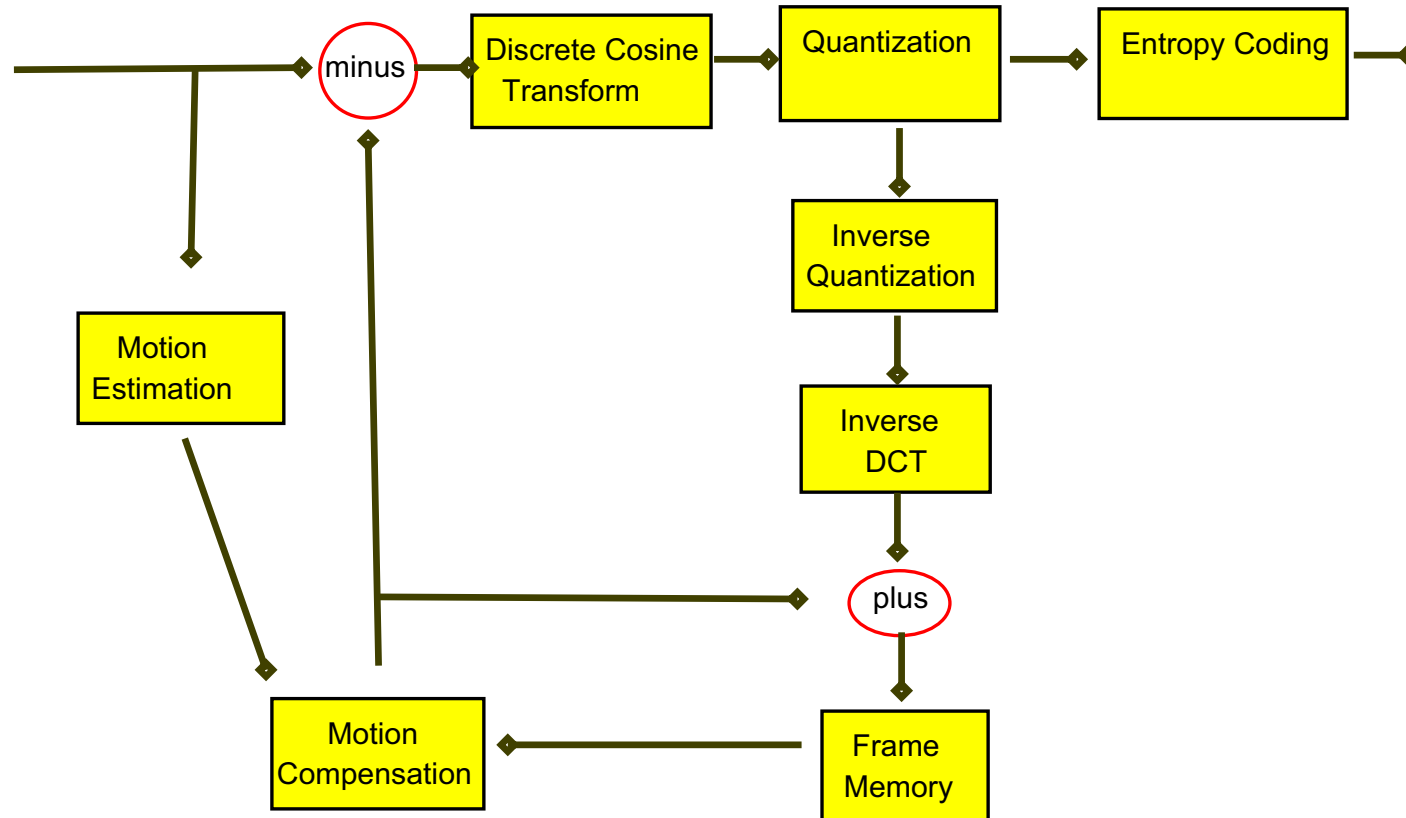 minus
Discrete Cosine
Transform
Quantization
Entropy Coding
Inverse
Quantization
Motion
Estimation
Inverse
DCT
plus
Motion
Compensation
Frame
Memory